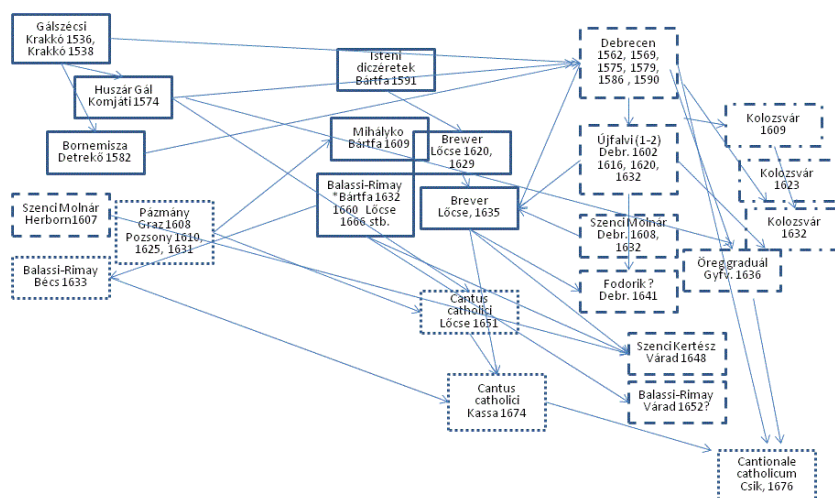 Gálszécsi
Krakkó 1536,
Krakkó 1538
Huszár Gál
Komjáti 1574
Bornemisza
Detrekő 1582
Isteni
diczéretek
Bártfa 1591
Mihálykо
Bártfa 1609
Brewer
Lőcse 1620,
1629
Balassi-Rimay
Bártfa 1632
1660 Lőcse
1666 stb.
Brever
Lőcse, 1635
Debrecen
1562, 1569,
1575, 1579,
1586 , 1590
Újfalvi (1-2)
Debr. 1602
1616, 1620,
1632
Szenci Molnár
Debr. 1608,
1632
Fodorik ?
Debr. 1641
Kolozsvár
1609
Kolozsvár
1623
Kolozsvár
1632
Öreg graduál
Gyfv. 1636
Szenci Molnár
Herborn1607
Pázmány
Graz 1608
Pozsony 1610,
1625, 1631
Balassi-Rimay
Bécs 1633
Cantus
catholici
Lőcse 1651
Cantus
catholici
Kassa 1674
Szenci Kertész
Várad 1648
Balassi-Rimay
Várad 1652?
Cantionale
catholicum
Csík, 1676